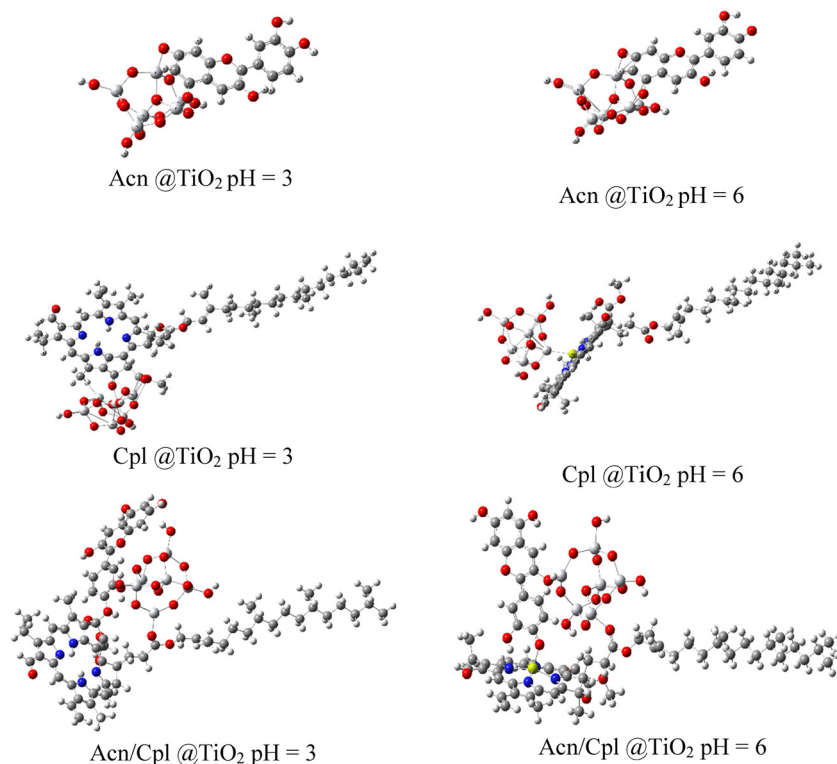 Acn @TiO₂ pH = 3
Acn @TiO₂ pH = 6
Cpl @TiO₂ pH = 3
Cpl @TiO₂ pH = 6
Acn/Cpl @TiO₂ pH = 3
Acn/Cpl @TiO₂ pH = 6